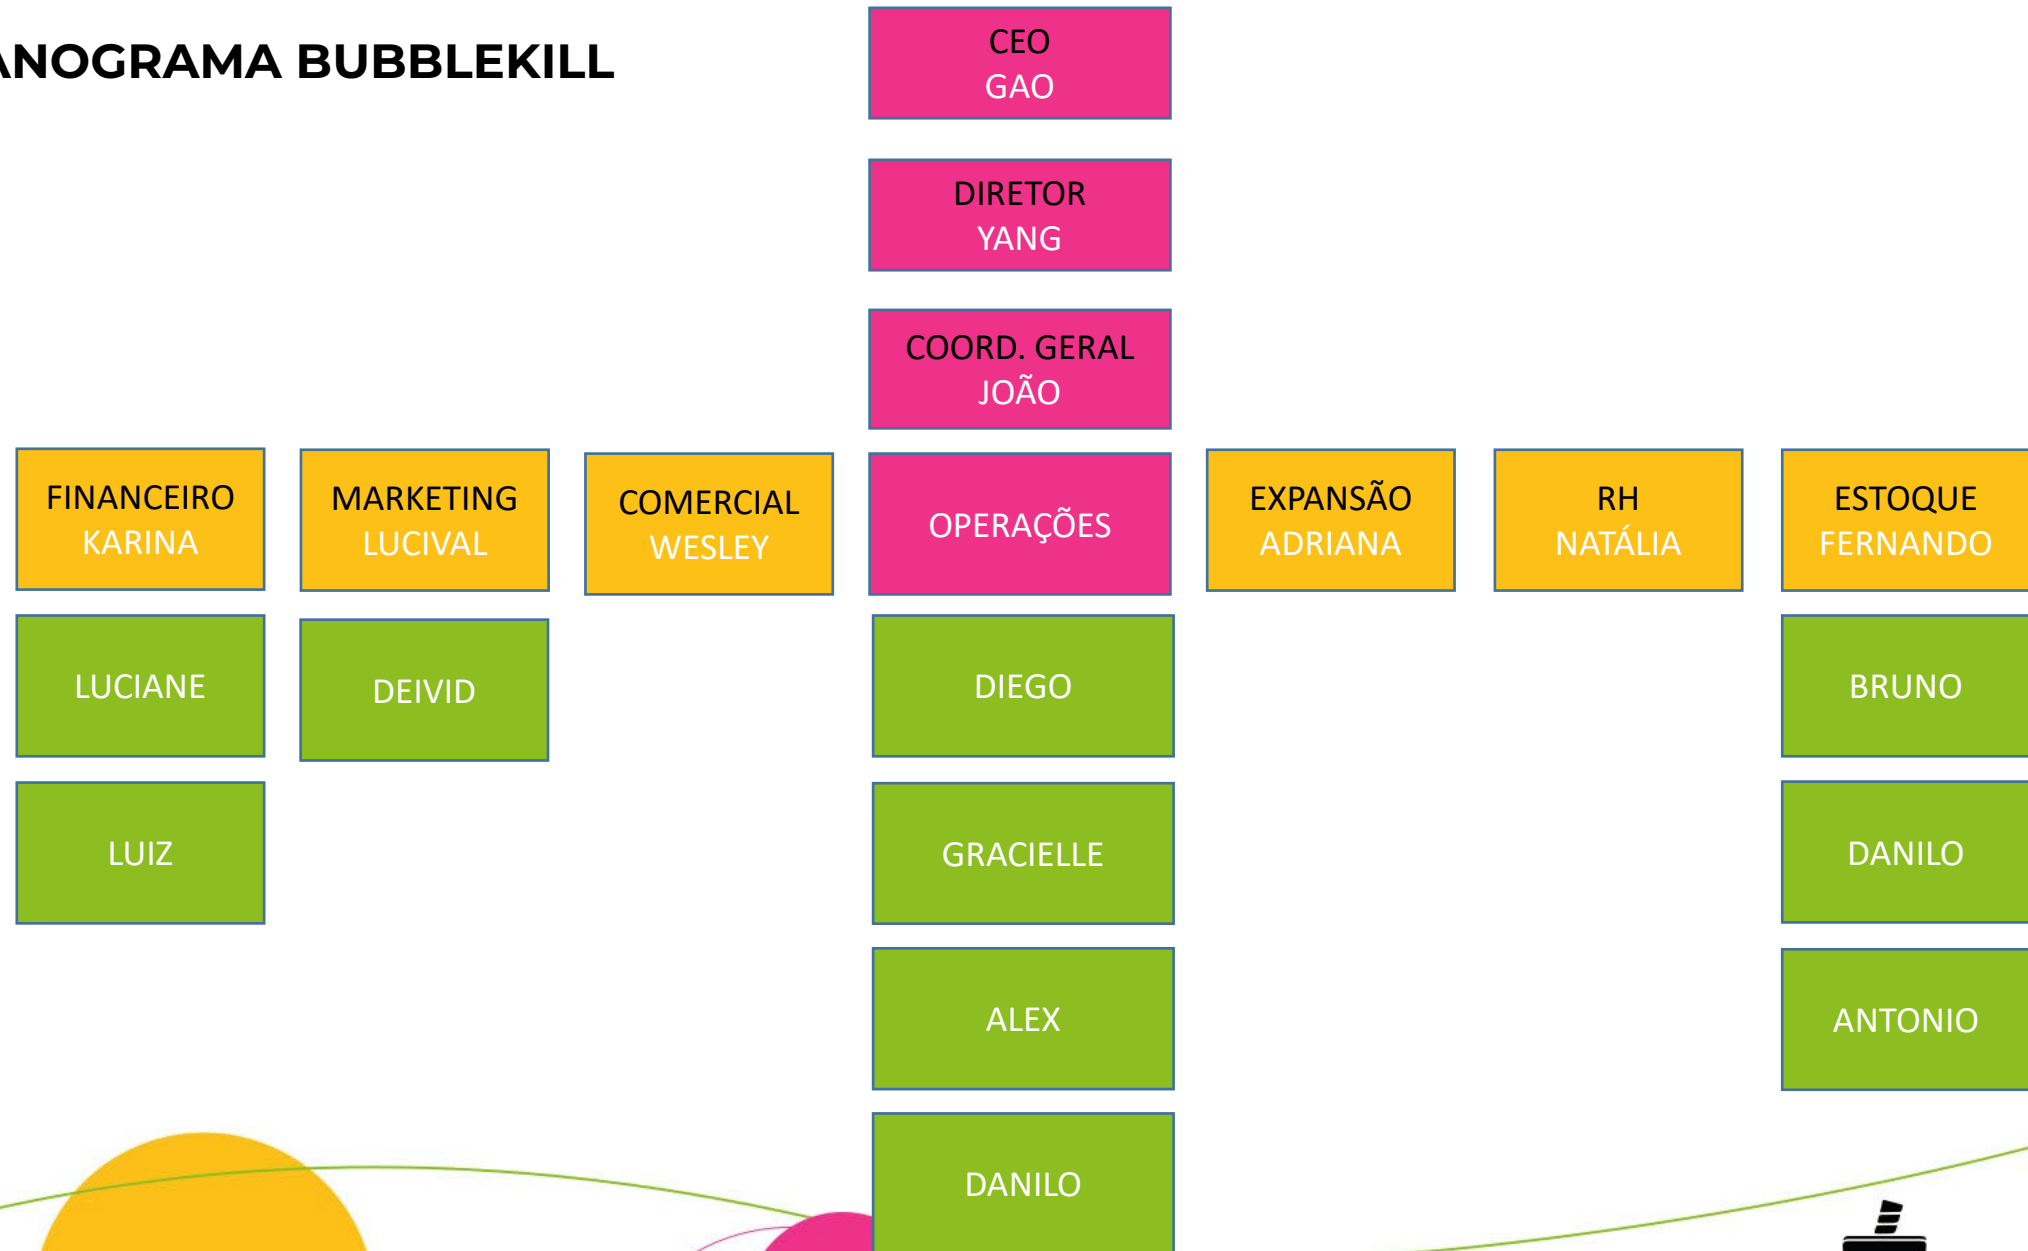 ANOGRAMA BUBBLEKILL
CEO
GAO
DIRETOR
YANG
COORD. GERAL
JOÃO
FINANCEIRO
KARINA
MARKETING
LUCIVAL
COMERCIAL
WESLEY
OPERAÇÕES
EXPANSÃO
ADRIANA
RH
NATÁLIA
ESTOQUE
FERNANDO
LUCIANE
DEIVID
DIEGO
BRUNO
LUIZ
GRACIELLE
DANILO
ALEX
ANTONIO
DANILO